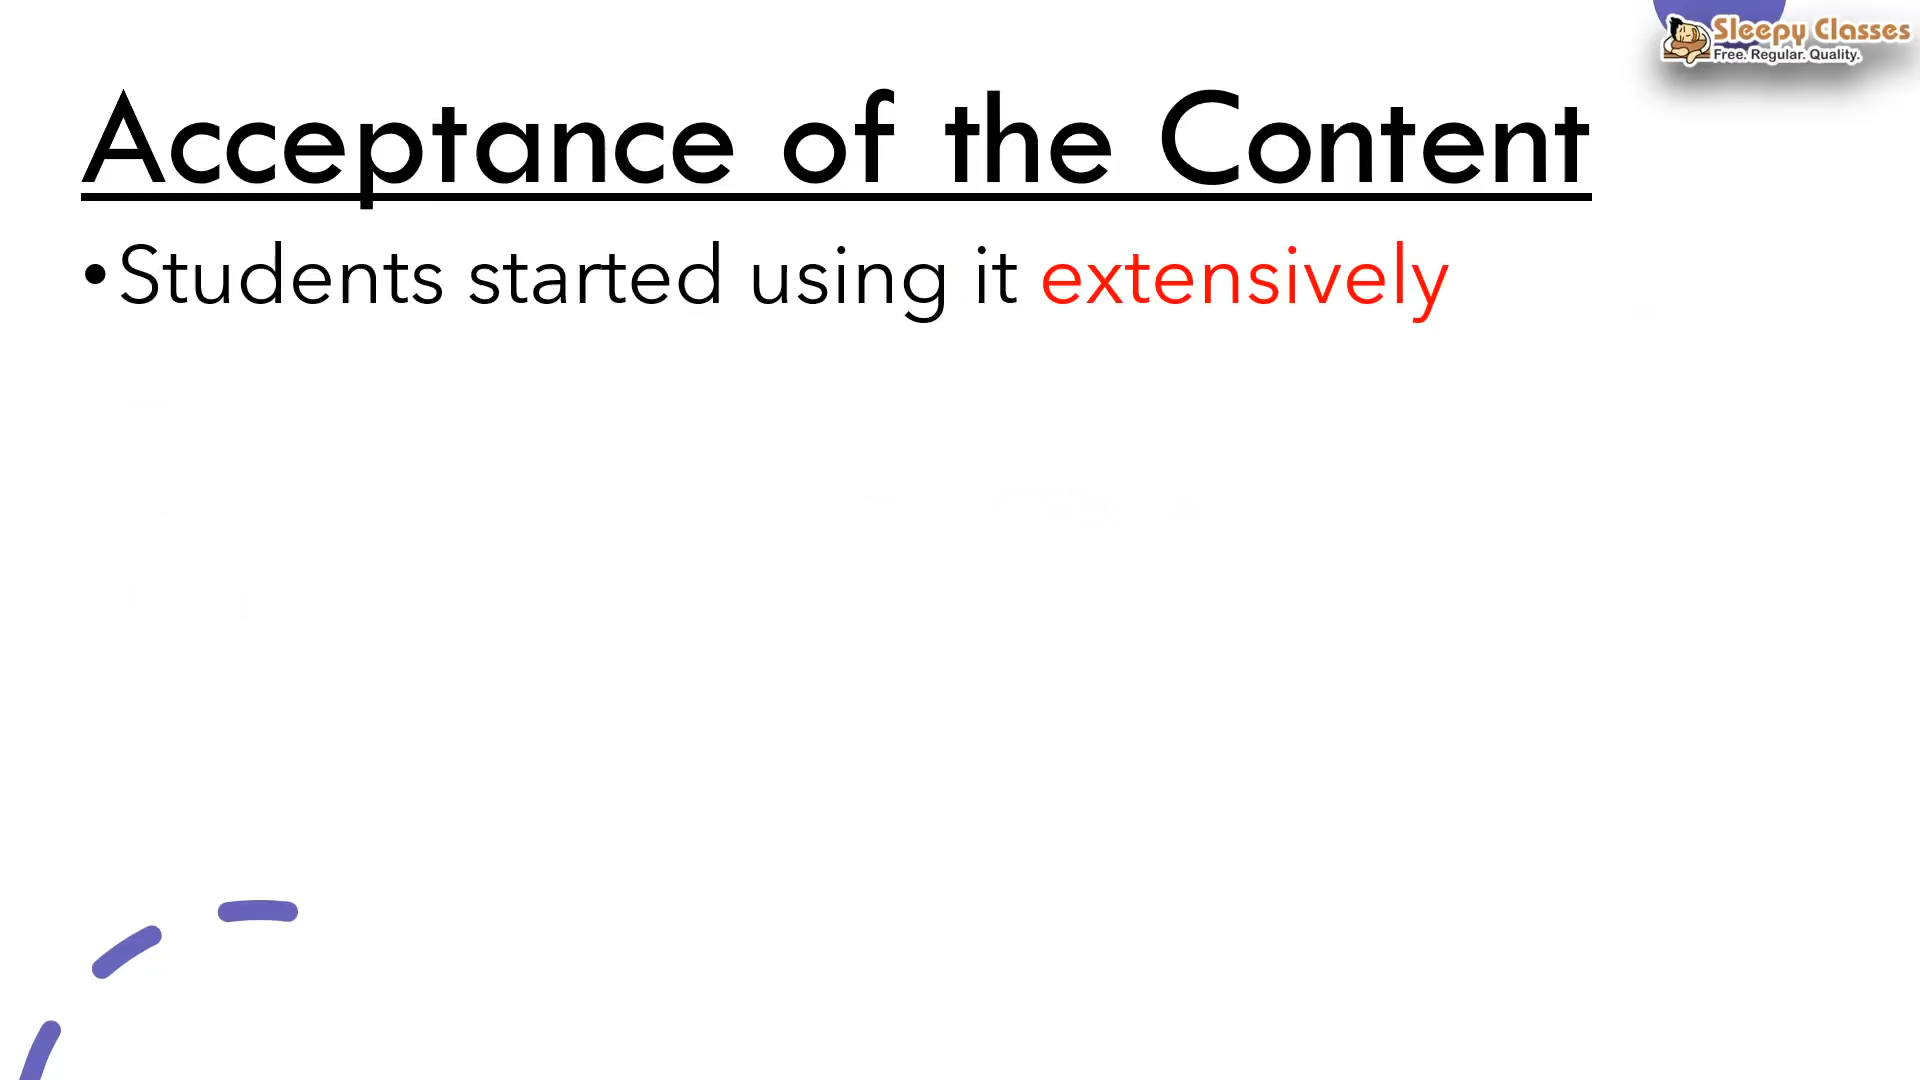 Sleepy Classes
Free. Regular. Quality.
Acceptance of the Content
•Students started using it extensively